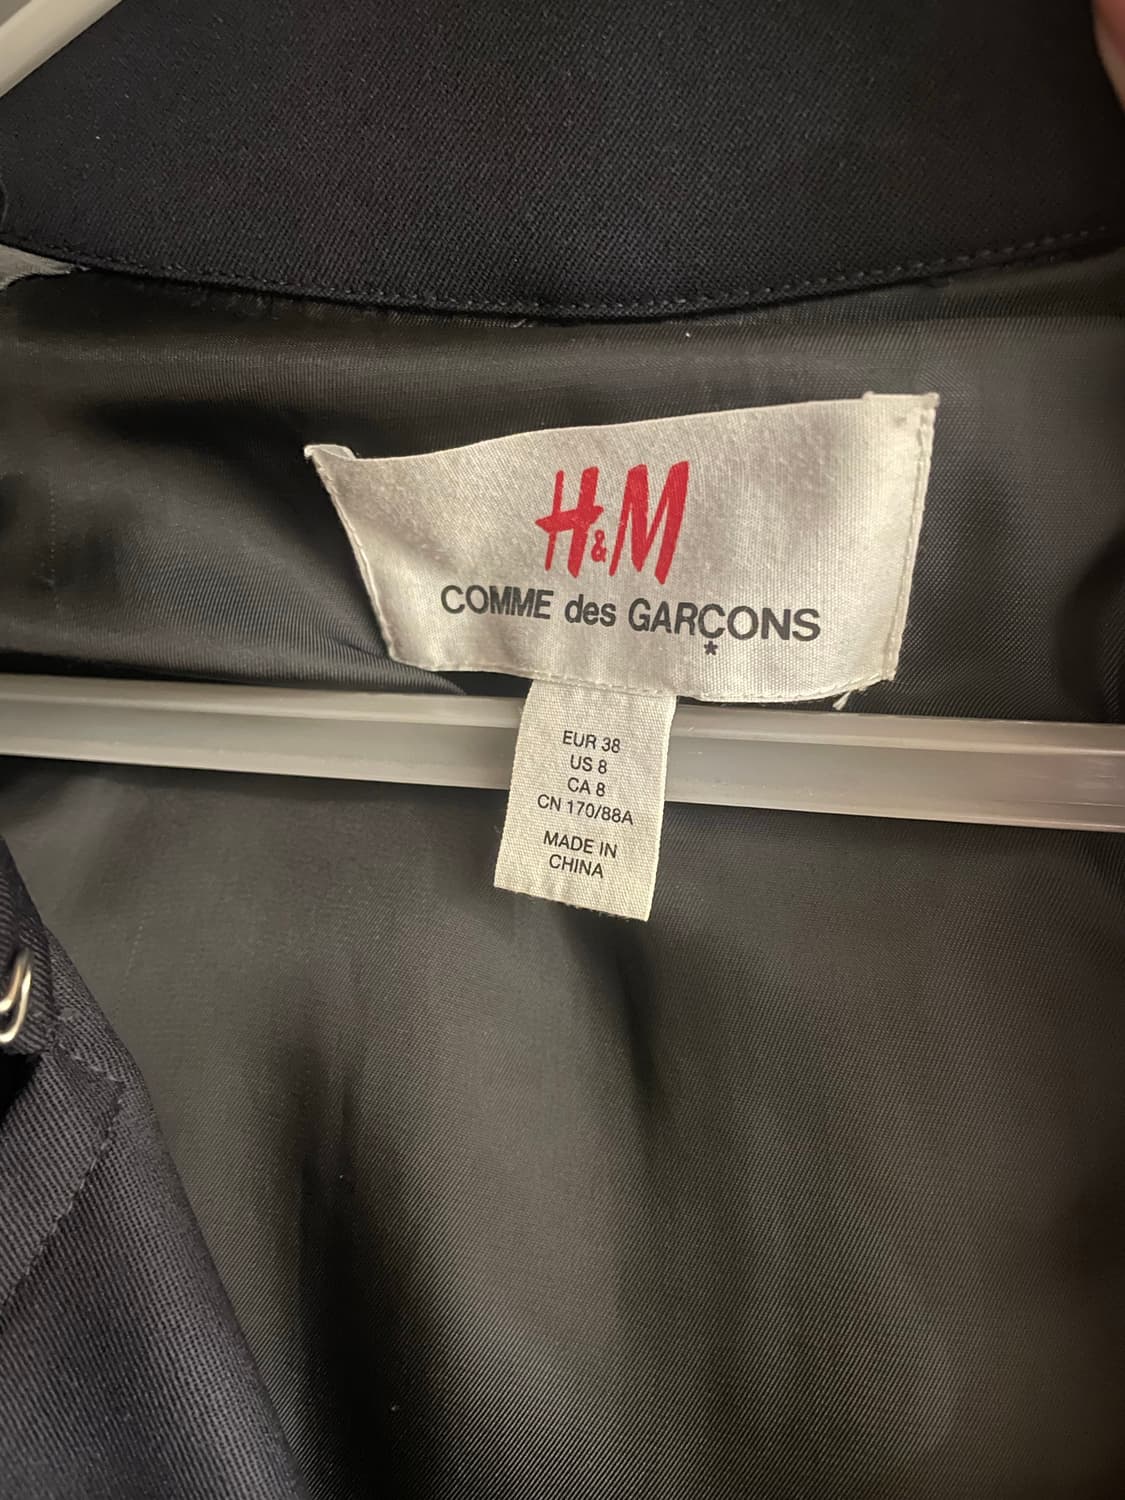 H&M
COMME des GARÇONS
*
EUR 38
US 8
CA 8
CN 170/88A
MADE IN
CHINA